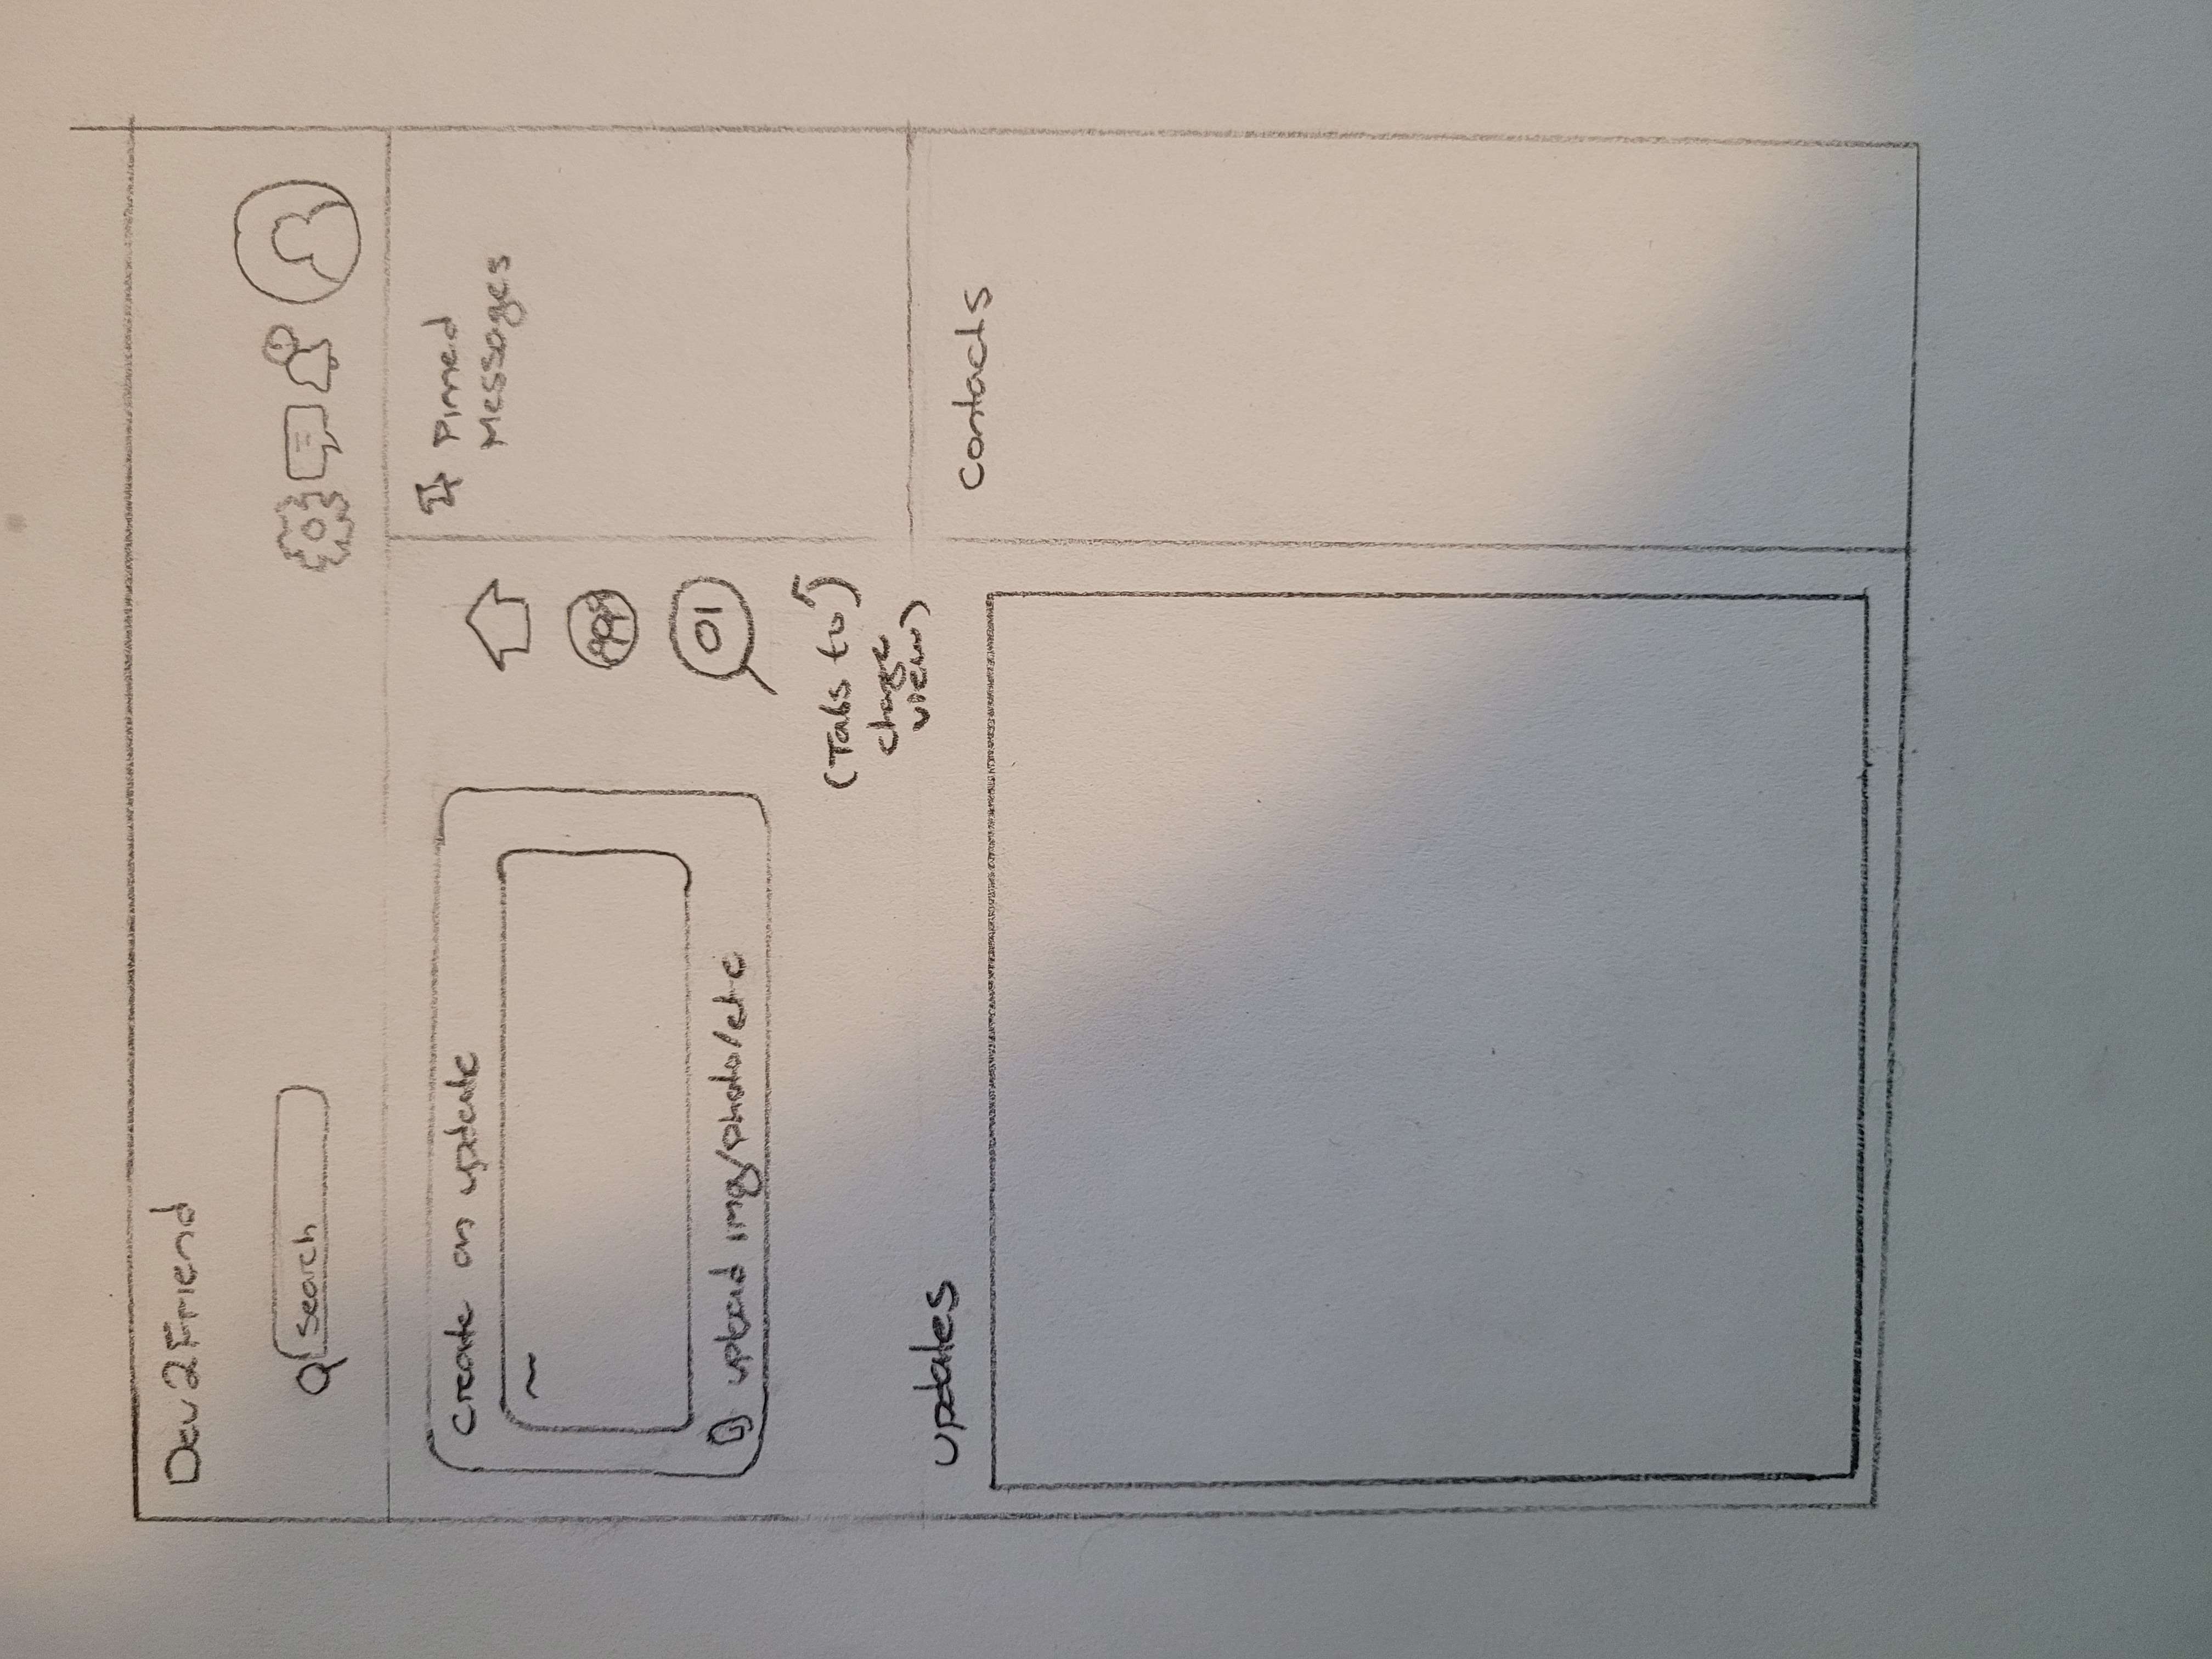 Dev2Friend
Search
Create an update
upload img/photo/etc
01
(Tabs to
change
view)
Pinned
Messages
Updates
Contacts